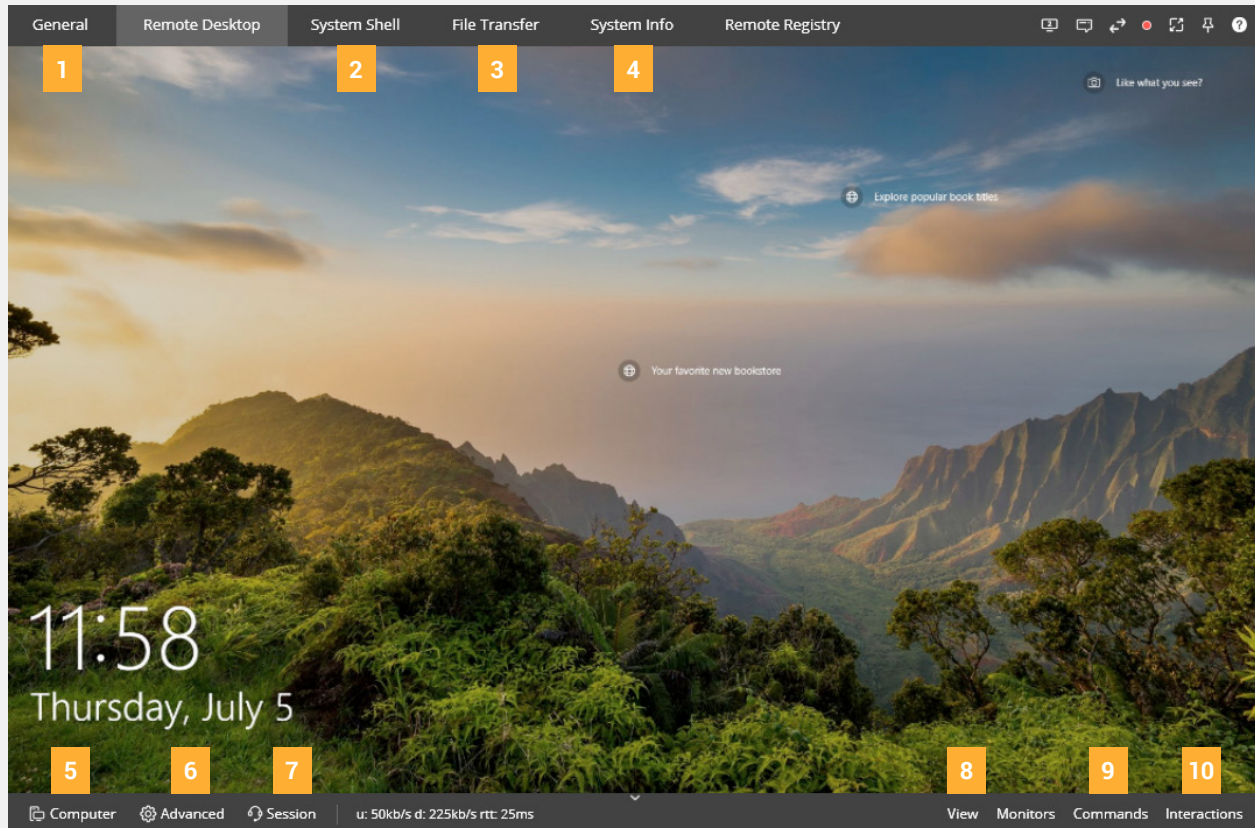 General Remote Desktop System Shell File Transfer System Info Remote Registry 2 ?
1 2 3 4
Like what you see?
Explore popular book titles
Your favorite new bookstore
11:58
Thursday, July 5
5 6 7 8 9 10
Computer Advanced Session u: 50kb/s d: 225kb/s rtt: 25ms View Monitors Commands Interactions